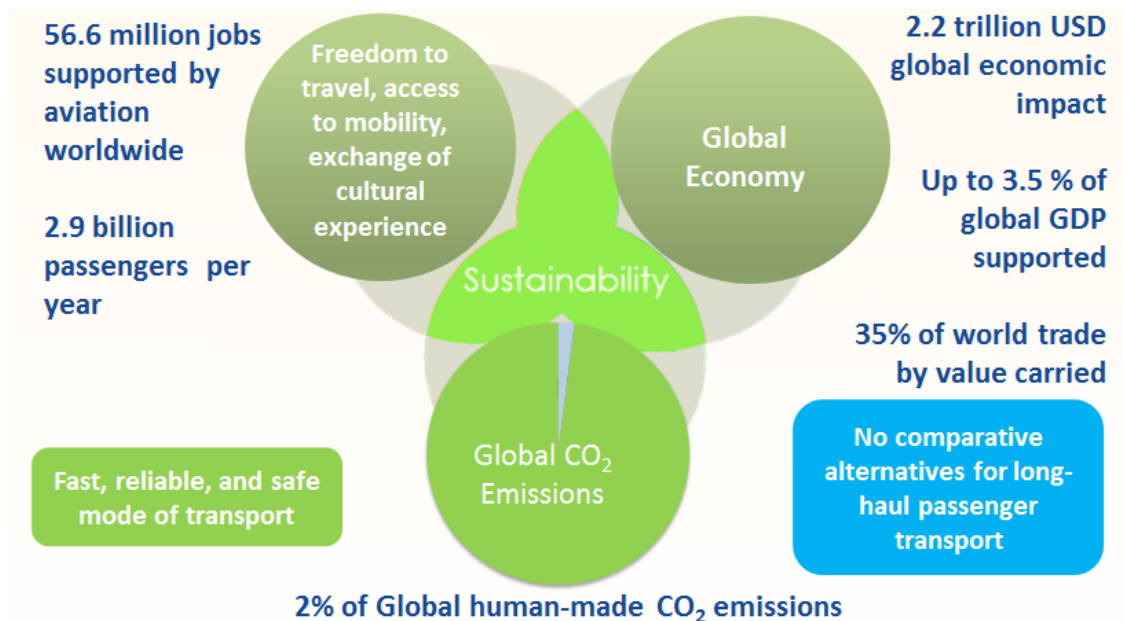 56.6 million jobs
supported by
aviation
worldwide
2.9 billion
passengers per
year
Freedom to
travel, access
to mobility,
exchange of
cultural
experience
Global
Economy
2.2 trillion USD
global economic
impact
Up to 3.5 % of
global GDP
supported
35% of world trade
by value carried
Sustainability
Global CO₂
Emissions
Fast, reliable, and safe
mode of transport
No comparative
alternatives for long-
haul passenger
transport
2% of Global human-made CO₂ emissions